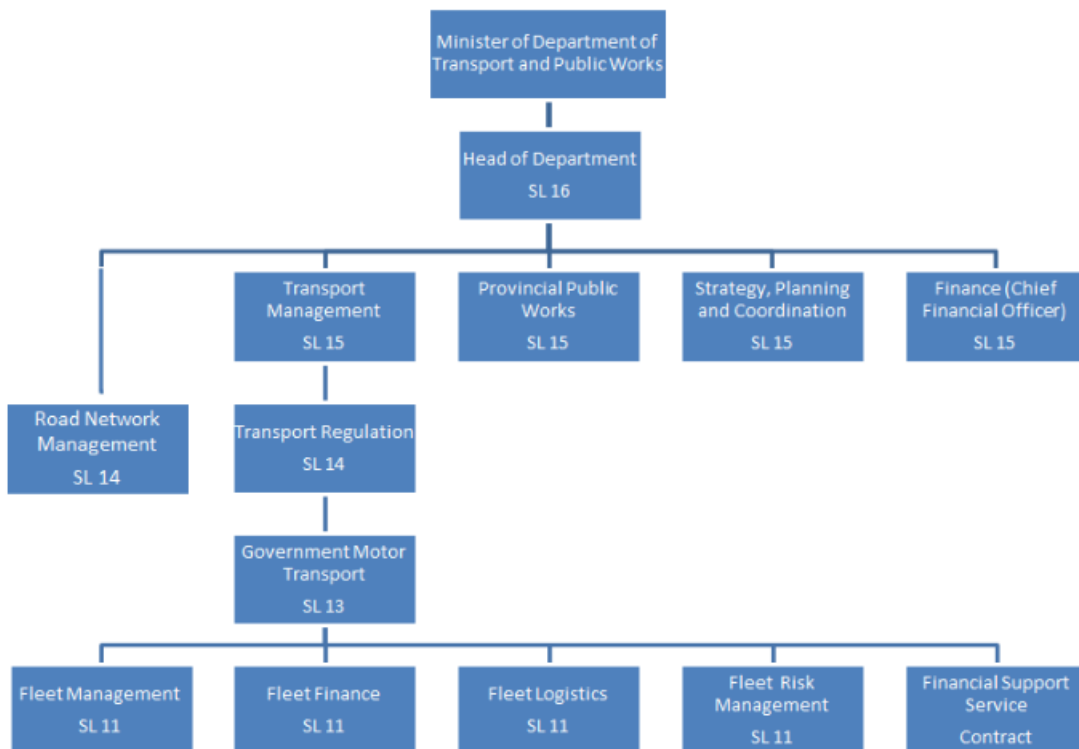 Minister of Department of
Transport and Public Works
Head of Department
SL 16
Transport
Management
SL 15
Provincial Public
Works
SL 15
Strategy, Planning
and Coordination
SL 15
Finance (Chief
Financial Officer)
SL 15
Road Network
Management
SL 14
Transport Regulation
SL 14
Government Motor
Transport
SL 13
Fleet Management
SL 11
Fleet Finance
SL 11
Fleet Logistics
SL 11
Fleet Risk
Management
SL 11
Financial Support
Service
Contract